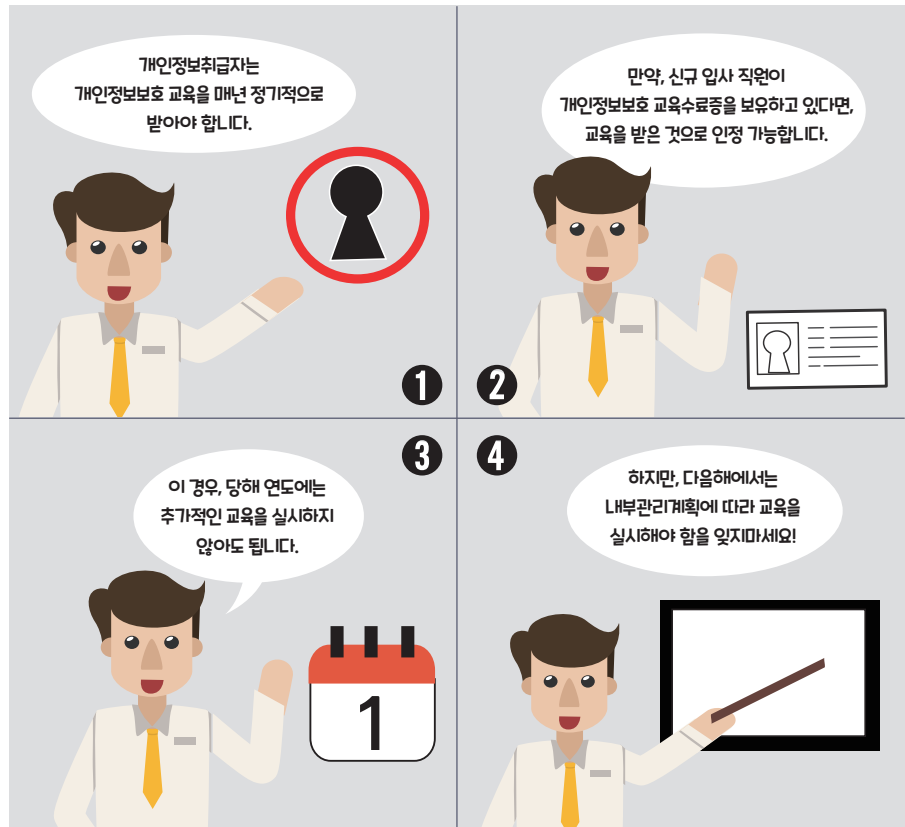 개인정보취급자는
개인정보보호 교육을 매년 정기적으로
받아야 합니다.
1
만약, 신규 입사 직원이
개인정보보호 교육수료증을 보유하고 있다면,
교육을 받은 것으로 인정 가능합니다.
2
3
이 경우, 당해 연도에는
추가적인 교육을 실시하지
않아도 됩니다.
1
4
하지만, 다음해에서는
내부관리계획에 따라 교육을
실시해야 함을 잊지마세요!